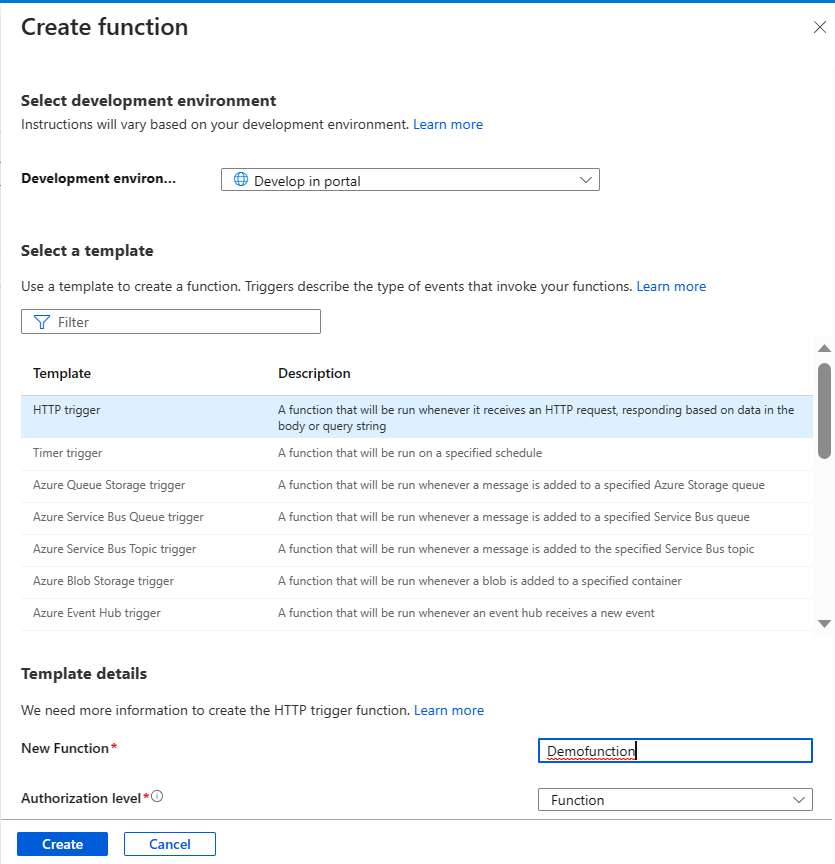 Create function
Select development environment
Instructions will vary based on your development environment. Learn more
Development environ... Develop in portal
Select a template
Use a template to create a function. Triggers describe the type of events that invoke your functions. Learn more
Filter
Template Description
HTTP trigger A function that will be run whenever it receives an HTTP request, responding based on data in the
body or query string
Timer trigger A function that will be run on a specified schedule
Azure Queue Storage trigger A function that will be run whenever a message is added to a specified Azure Storage queue
Azure Service Bus Queue trigger A function that will be run whenever a message is added to a specified Service Bus queue
Azure Service Bus Topic trigger A function that will be run whenever a message is added to the specified Service Bus topic
Azure Blob Storage trigger A function that will be run whenever a blob is added to a specified container
Azure Event Hub trigger A function that will be run whenever an event hub receives a new event
Template details
We need more information to create the HTTP trigger function. Learn more
New Function* Demofunction
Authorization level* Function
Create Cancel